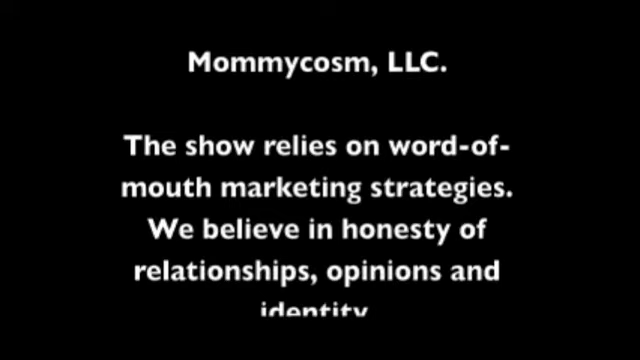 Mommycosm, LLC.
The show relies on word-of-
mouth marketing strategies.
We believe in honesty of
relationships, opinions and
identity